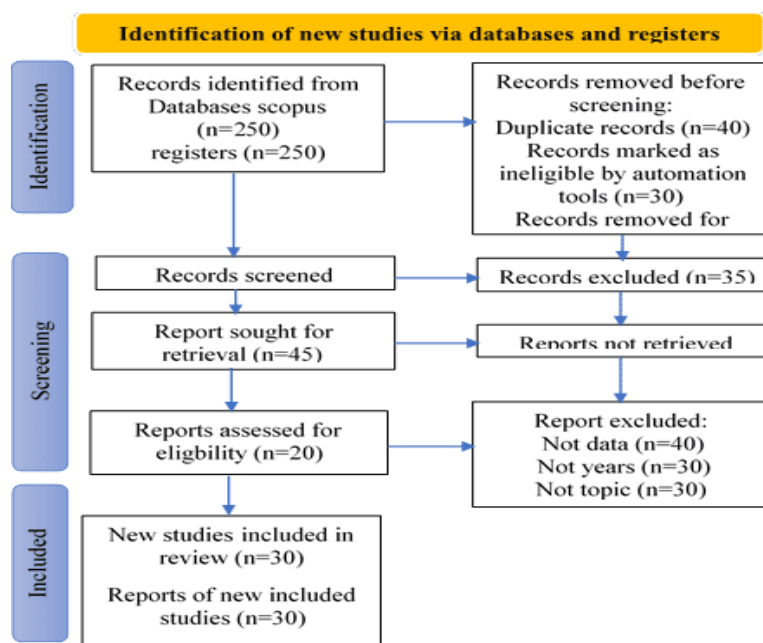 Identification of new studies via databases and registers
Identification
Records identified from
Databases scopus
(n=250)
registers (n=250)
Records removed before
screening:
Duplicate records (n=40)
Records marked as
ineligible by automation
tools (n=30)
Records removed for
Screening
Records screened
Records excluded (n=35)
Report sought for
retrieval (n=45)
Reports not retrieved
Reports assessed for
eligbility (n=20)
Report excluded:
Not data (n=40)
Not years (n=30)
Not topic (n=30)
Included
New studies included in
review (n=30)
Reports of new included
studies (n=30)